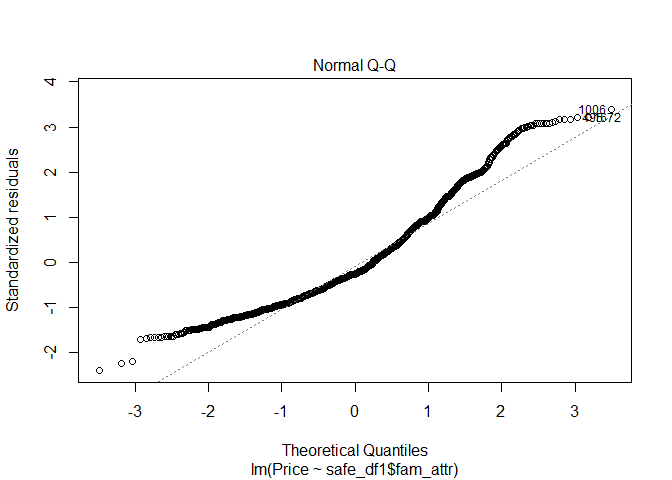 Normal Q-Q
Standardized residuals
4
3
2
1
0
-1
-2
1006
-3 -2 -1 0 1 2 3
Theoretical Quantiles
lm(Price ~ safe_df1$fam_attr)